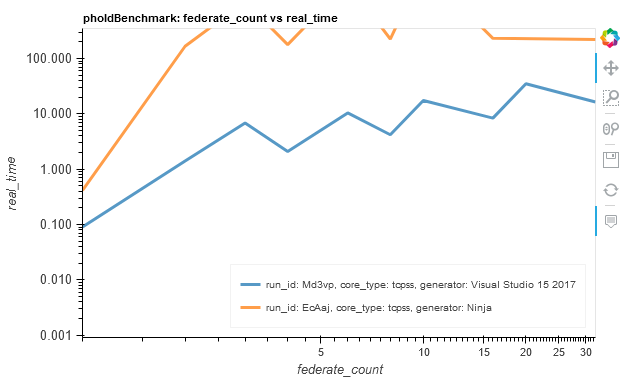 pholdBenchmark: federate_count vs real_time
100.000
10.000
1.000
0.100
0.010
0.001
real_time
run_id: Md3vp, core_type: tcpss, generator: Visual Studio 15 2017
run_id: EcAaj, core_type: tcpss, generator: Ninja
5 10 15 20 25 30
federate_count